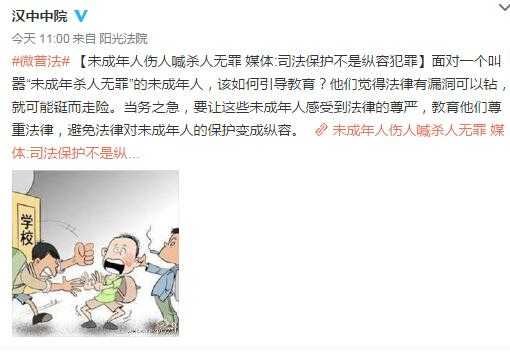 汉中中院
今天 11:00 来自 阳光法院
#微普法# 【未成年人伤人喊杀人无罪 媒体:司法保护不是纵容犯罪】面对一个叫
嚣“未成年杀人无罪”的未成年人，该如何引导教育？他们觉得法律有漏洞可以钻，
就可能铤而走险。当务之急，要让这些未成年人感受到法律的尊严，教育他们尊
重法律，避免法律对未成年人的保护变成纵容。 未成年人伤人喊杀人无罪 媒
体:司法保护不是纵...
学校